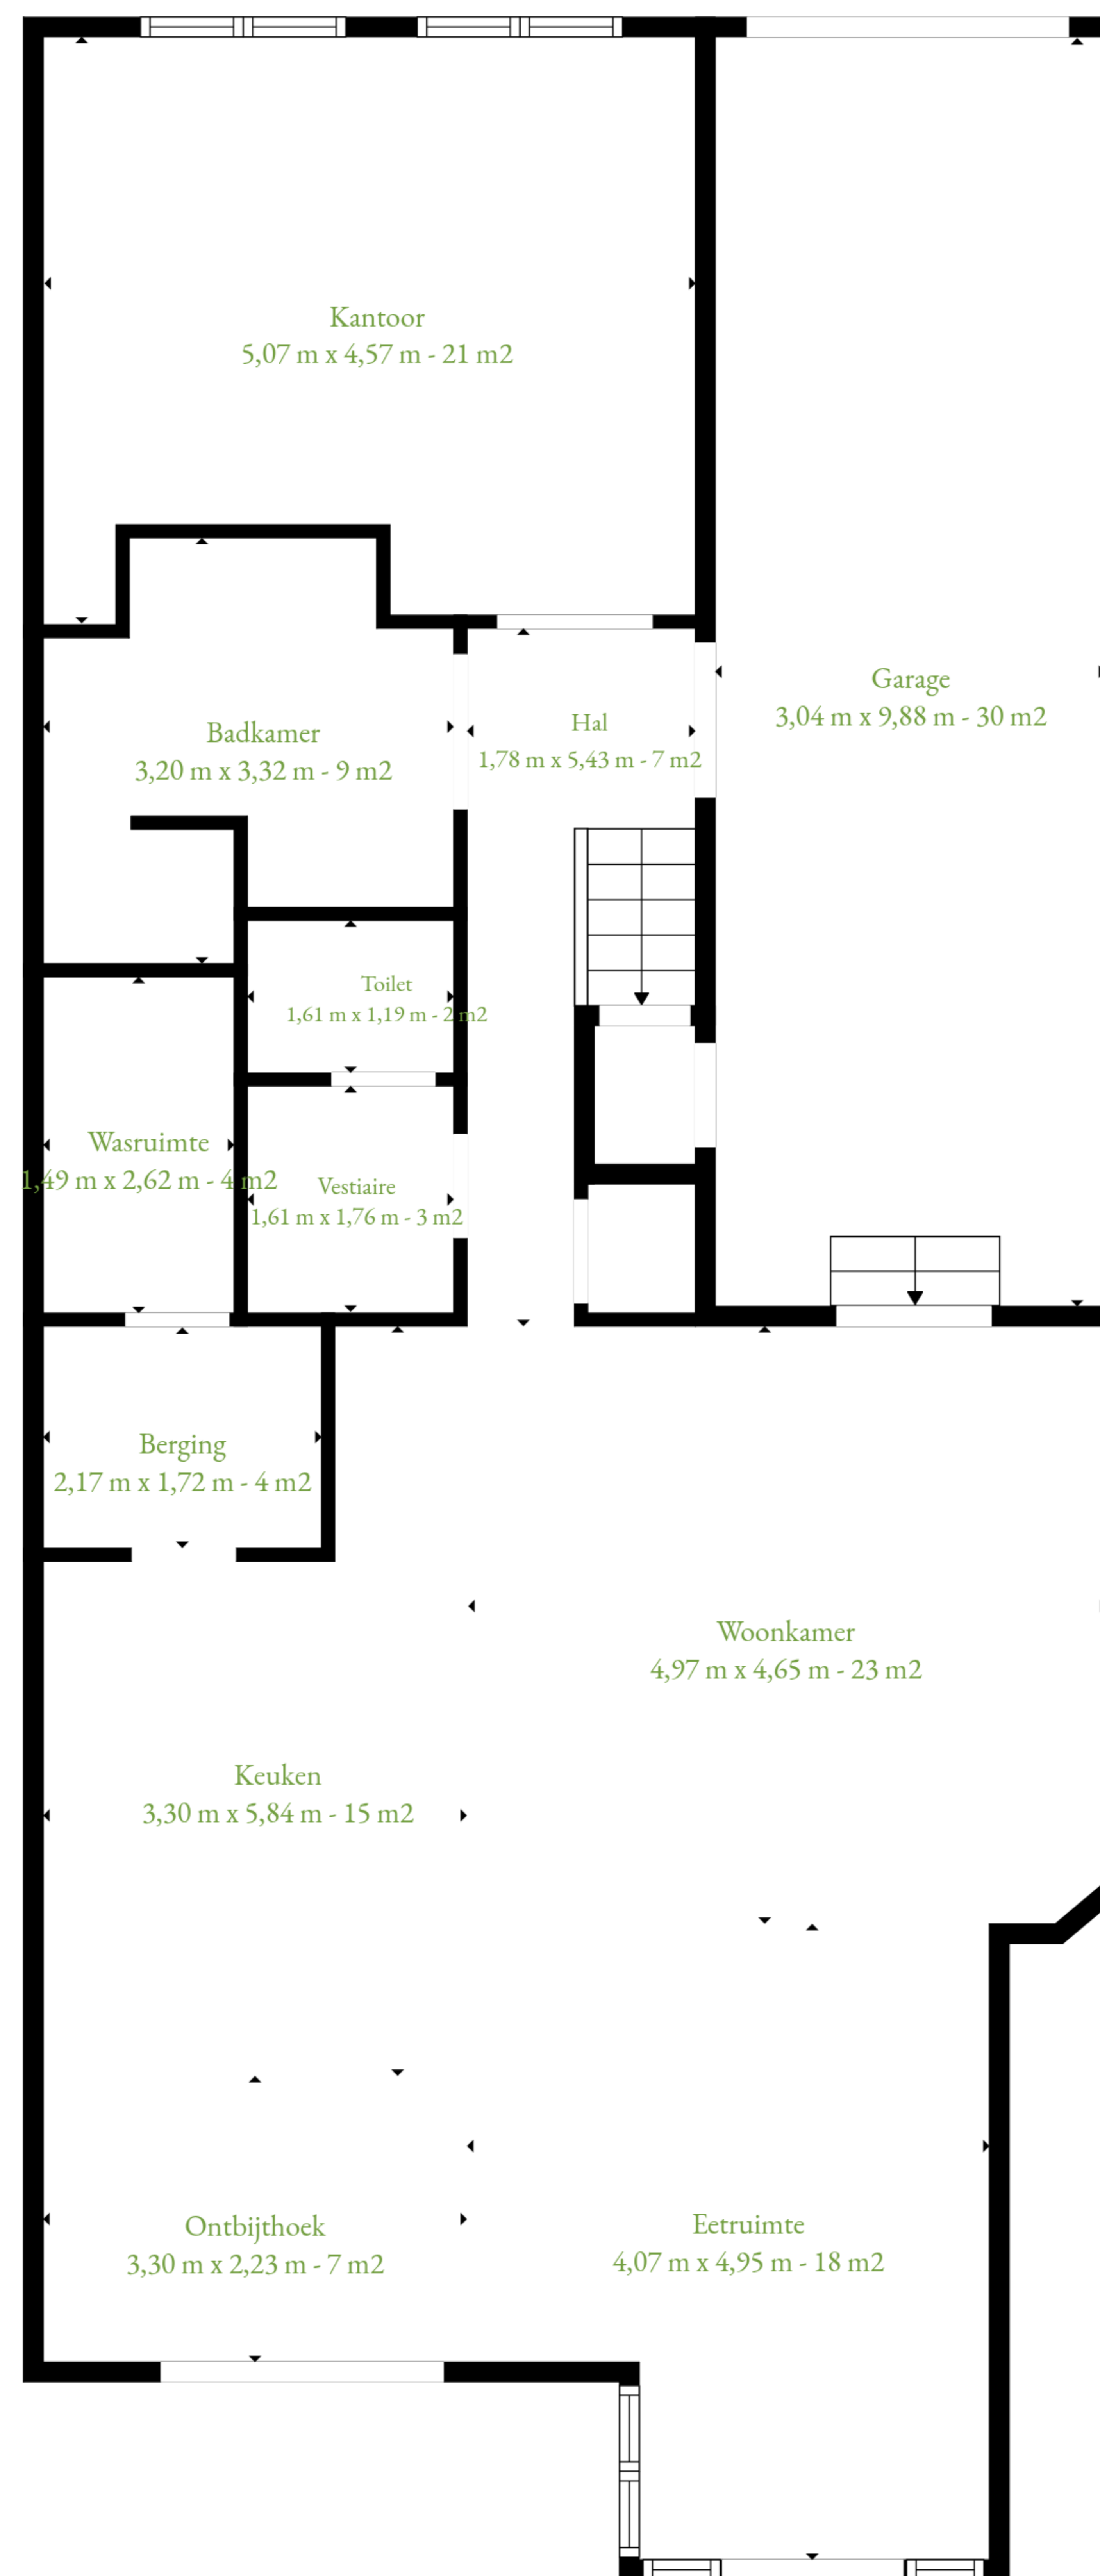 Kantoor
5,07 m x 4,57 m - 21 m2
Garage
3,04 m x 9,88 m - 30 m2
Hal
1,78 m x 5,43 m - 7 m2
Badkamer
3,20 m x 3,32 m - 9 m2
Toilet
1,61 m x 1,19 m - 2 m2
Wasruimte
1,49 m x 2,62 m - 4 m2
Vestiaire
1,61 m x 1,76 m - 3 m2
Berging
2,17 m x 1,72 m - 4 m2
Woonkamer
4,97 m x 4,65 m - 23 m2
Keuken
3,30 m x 5,84 m - 15 m2
Ontbijthoek
3,30 m x 2,23 m - 7 m2
Eetruimte
4,07 m x 4,95 m - 18 m2